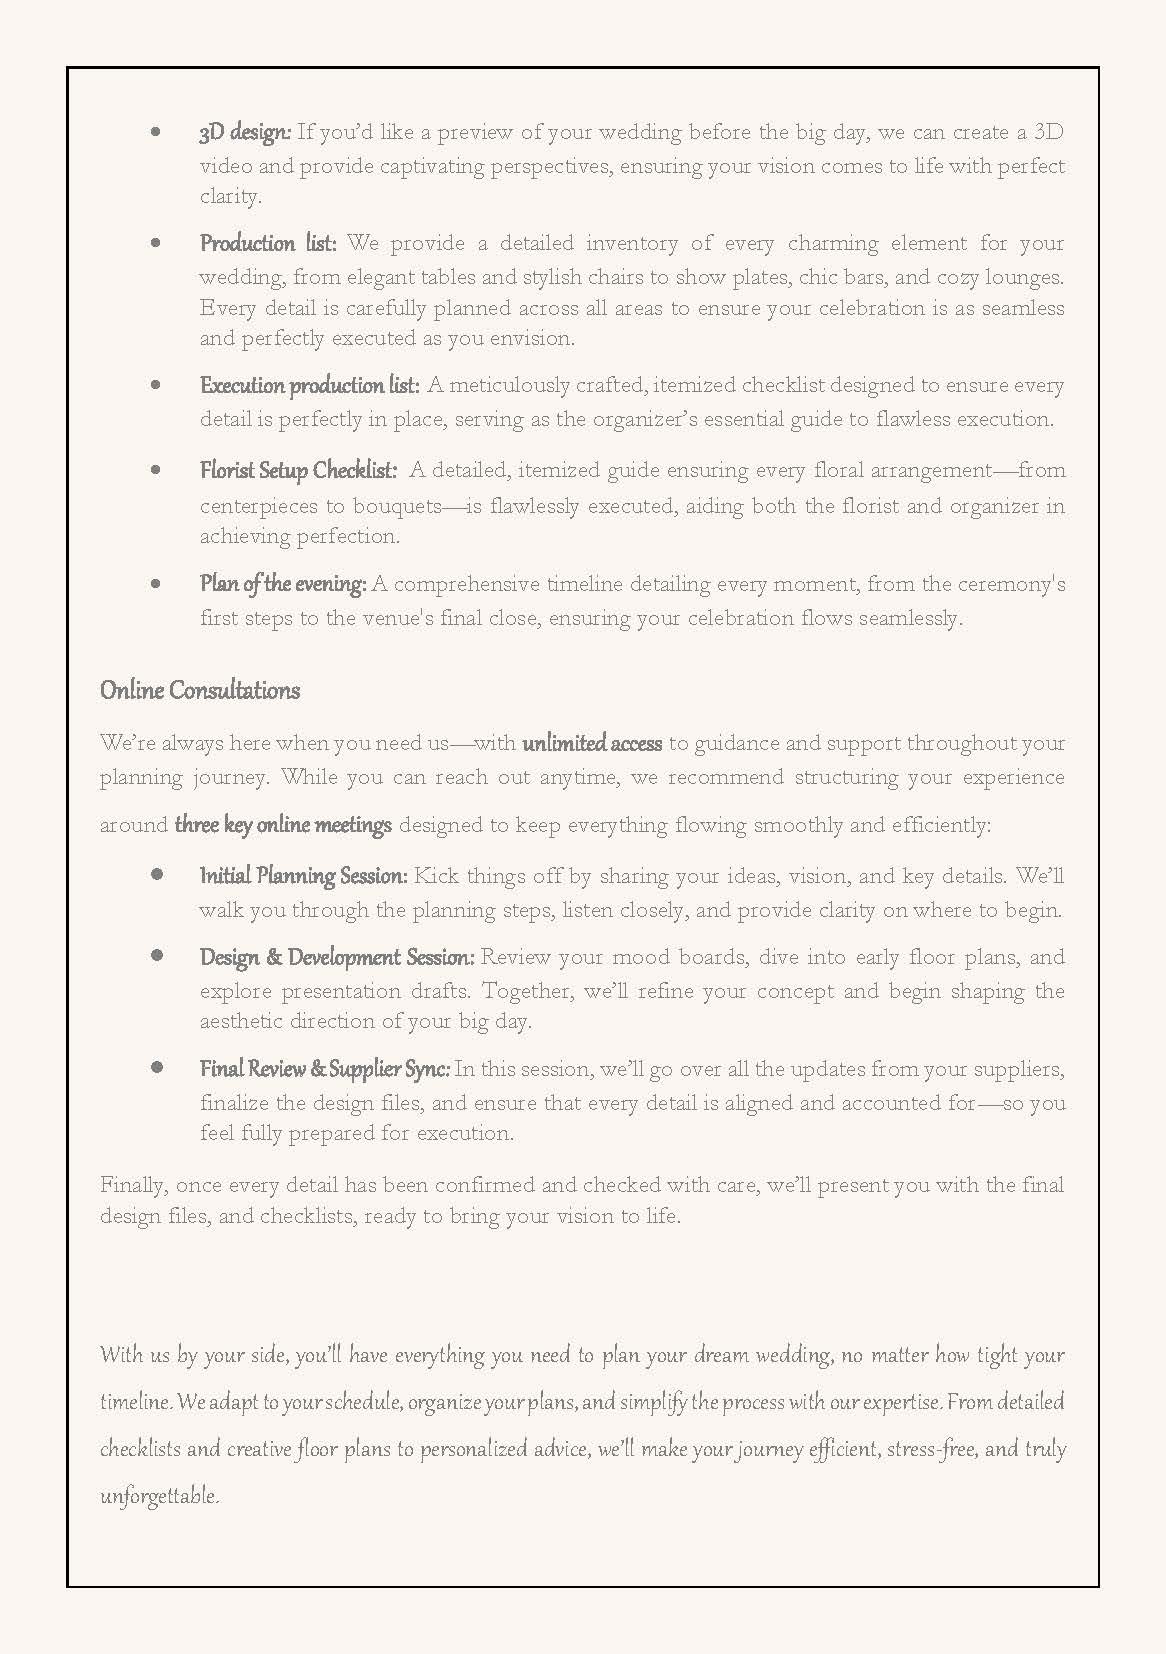 • 3D design: If you’d like a preview of your wedding before the big day, we can create a 3D
video and provide captivating perspectives, ensuring your vision comes to life with perfect
clarity.
• Production list: We provide a detailed inventory of every charming element for your
wedding, from elegant tables and stylish chairs to show plates, chic bars, and cozy lounges.
Every detail is carefully planned across all areas to ensure your celebration is as seamless
and perfectly executed as you envision.
• Execution production list: A meticulously crafted, itemized checklist designed to ensure every
detail is perfectly in place, serving as the organizer’s essential guide to flawless execution.
• Florist Setup Checklist: A detailed, itemized guide ensuring every floral arrangement—from
centerpieces to bouquets—is flawlessly executed, aiding both the florist and organizer in
achieving perfection.
• Plan of the evening: A comprehensive timeline detailing every moment, from the ceremony's
first steps to the venue's final close, ensuring your celebration flows seamlessly.
Online Consultations
We’re always here when you need us—with unlimited access to guidance and support throughout your
planning journey. While you can reach out anytime, we recommend structuring your experience
around three key online meetings designed to keep everything flowing smoothly and efficiently:
• Initial Planning Session: Kick things off by sharing your ideas, vision, and key details. We’ll
walk you through the planning steps, listen closely, and provide clarity on where to begin.
• Design & Development Session: Review your mood boards, dive into early floor plans, and
explore presentation drafts. Together, we’ll refine your concept and begin shaping the
aesthetic direction of your big day.
• Final Review & Supplier Sync: In this session, we’ll go over all the updates from your suppliers,
finalize the design files, and ensure that every detail is aligned and accounted for—so you
feel fully prepared for execution.
Finally, once every detail has been confirmed and checked with care, we’ll present you with the final
design files, and checklists, ready to bring your vision to life.
With us by your side, you’ll have everything you need to plan your dream wedding, no matter how tight your
timeline. We adapt to your schedule, organize your plans, and simplify the process with our expertise. From detailed
checklists and creative floor plans to personalized advice, we’ll make your journey efficient, stress-free, and truly
unforgettable.